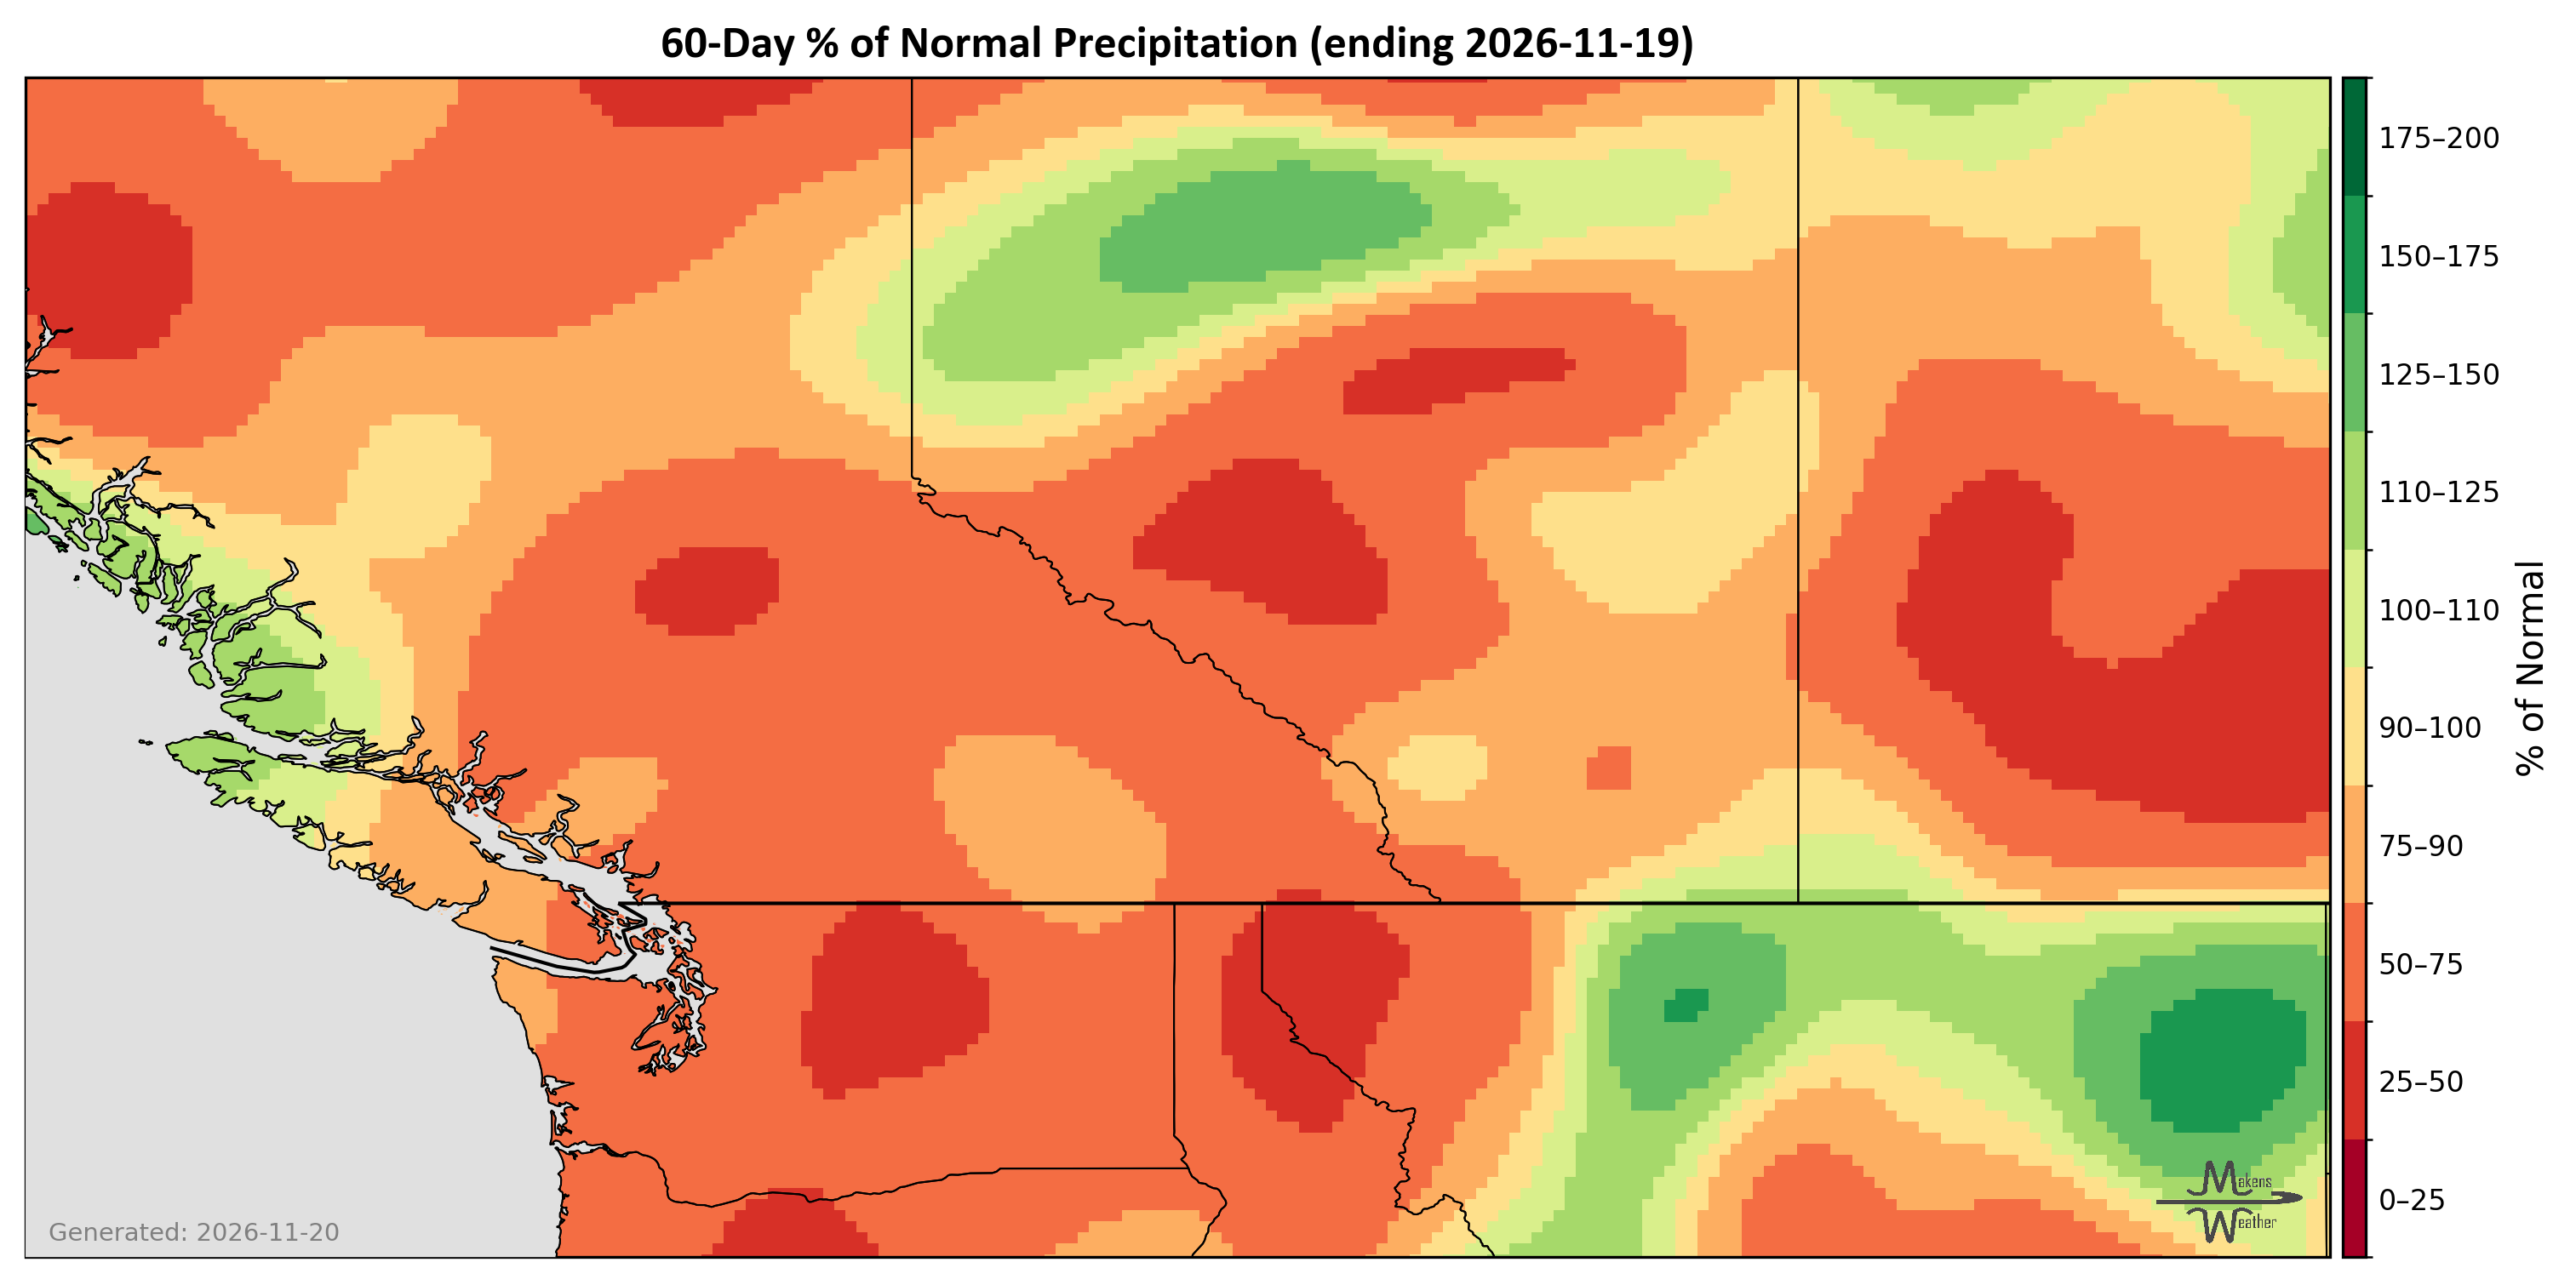 60-Day % of Normal Precipitation (ending 2026-11-19)
175–200
150–175
125–150
110–125
100–110
90–100
75–90
50–75
25–50
0–25
% of Normal
Generated: 2026-11-20
Makens
Weather